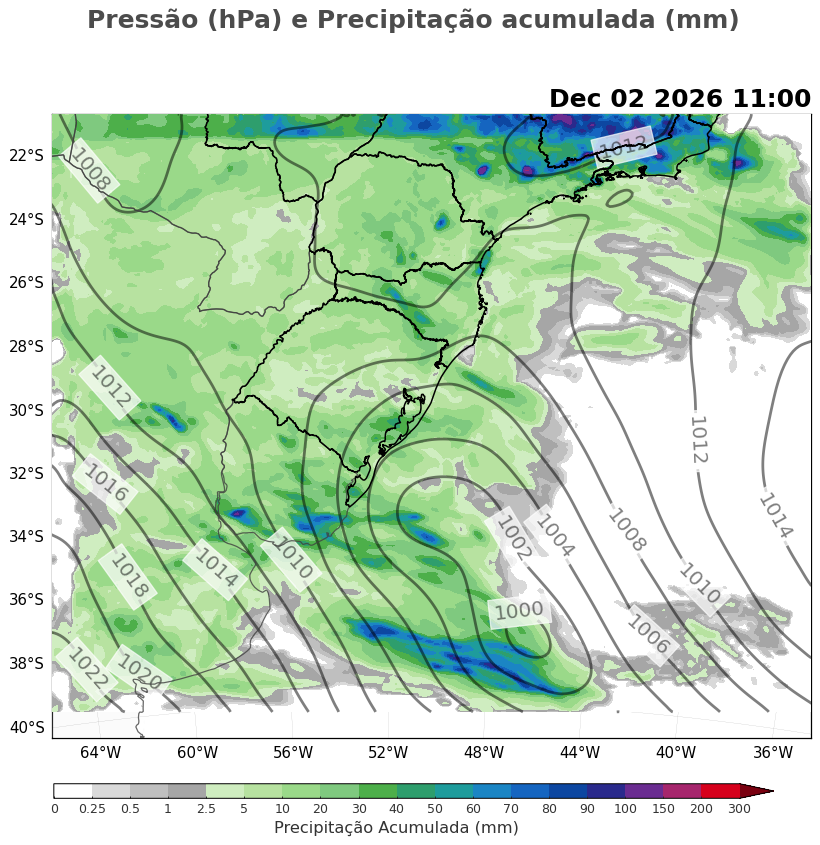 Pressão (hPa) e Precipitação acumulada (mm)
Dec 02 2026 11:00
22°S
24°S
26°S
28°S
30°S
32°S
34°S
36°S
38°S
40°S
1008
1012
1012
1012
1016
1014
1018
1014
1010
1002
1004
1008
1010
1000
1006
1022
1020
64°W 60°W 56°W 52°W 48°W 44°W 40°W 36°W
0 0.25 0.5 1 2.5 5 10 20 30 40 50 60 70 80 90 100 150 200 300
Precipitação Acumulada (mm)